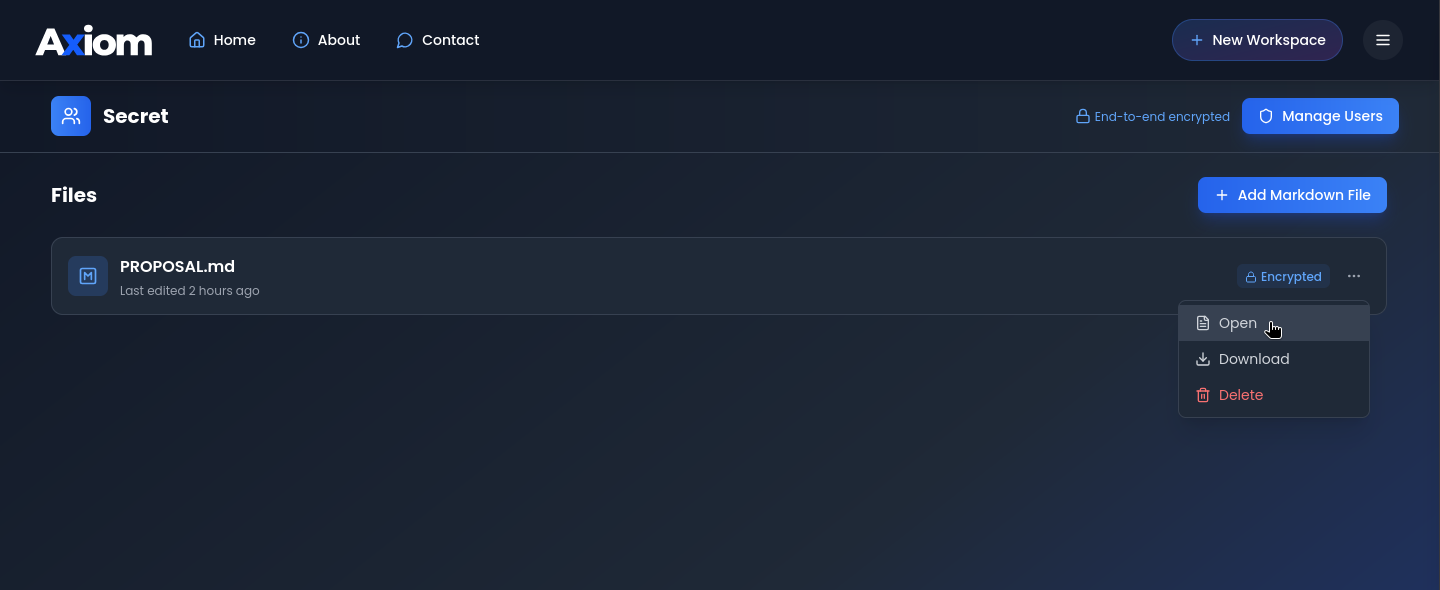 Axiom
Home
About
Contact
New Workspace
Secret
End-to-end encrypted
Manage Users
Files
Add Markdown File
PROPOSAL.md
Last edited 2 hours ago
Encrypted
Open
Download
Delete